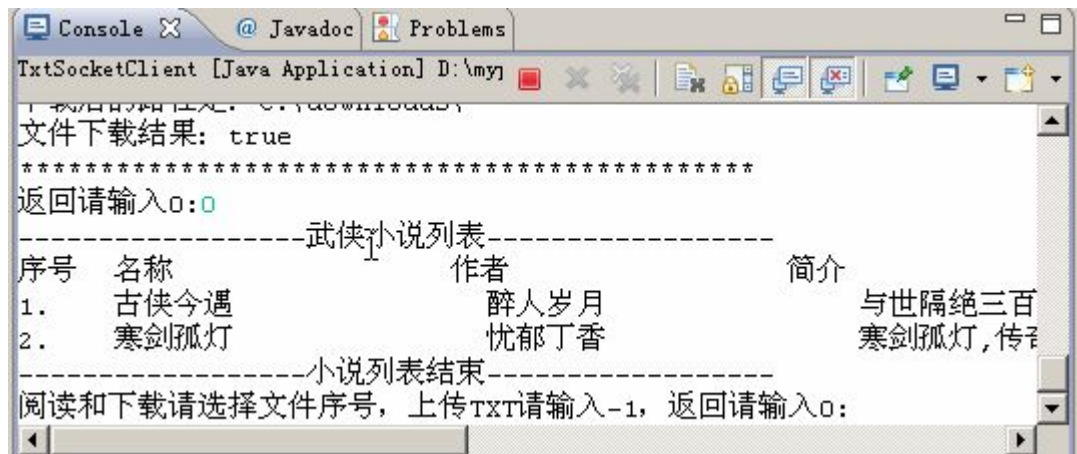 Console @ Javadoc Problems
TxtSocketClient [Java Application] D:\my
文件下载结果: true
**********************************************
返回请输入0:0
------------------武侠小说列表------------------
序号 名称 作者 简介
1. 古侠今遇 醉人岁月 与世隔绝三百
2. 寒剑孤灯 忧郁丁香 寒剑孤灯,传
------------------小说列表结束------------------
阅读和下载请选择文件序号，上传TXT请输入-1，返回请输入0: